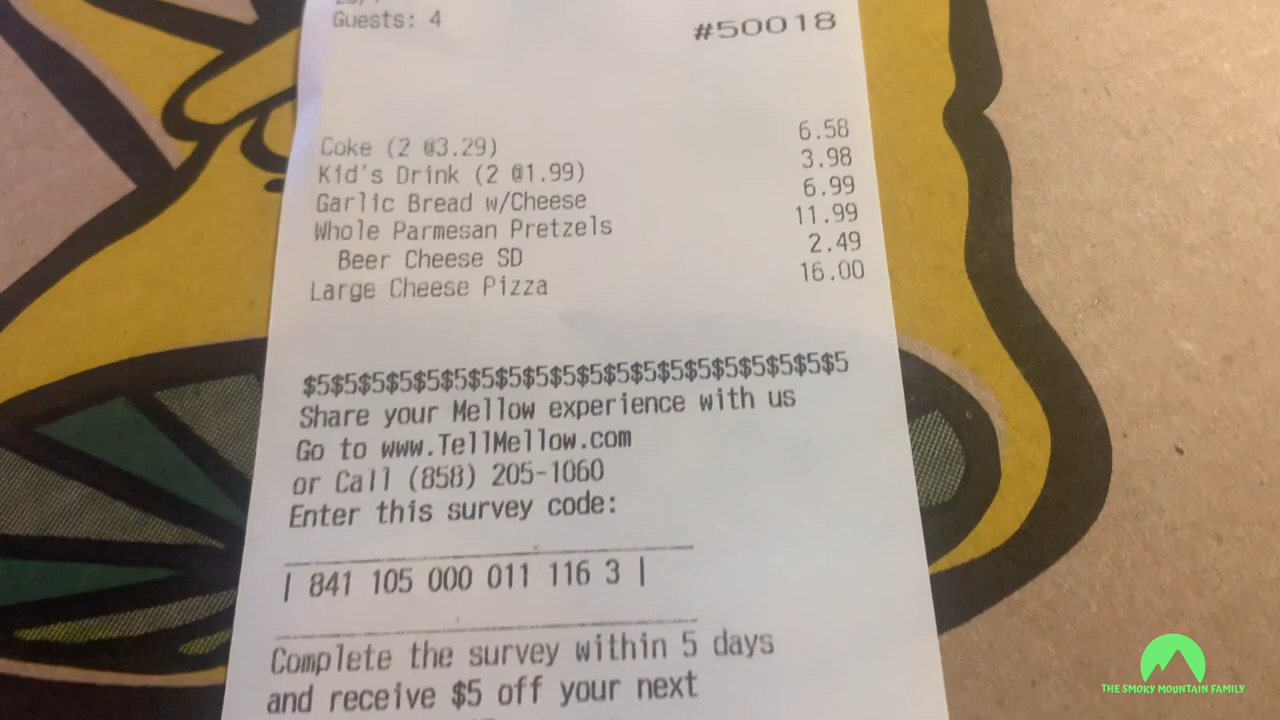 Guests: 4
#50018
Coke (2 @3.29) 6.58
Kid's Drink (2 @1.99) 3.98
Garlic Bread w/Cheese 6.99
Whole Parmesan Pretzels 11.99
Beer Cheese SD 2.49
Large Cheese Pizza 16.00
$5$5$5$5$5$5$5$5$5$5$5$5$5$5$5$5$5$5$5$5
Share your Mellow experience with us
Go to www.TellMellow.com
or Call (858) 205-1060
Enter this survey code:
| 841 105 000 011 116 3 |
Complete the survey within 5 days
and receive $5 off your next
THE SMOKY MOUNTAIN FAMILY